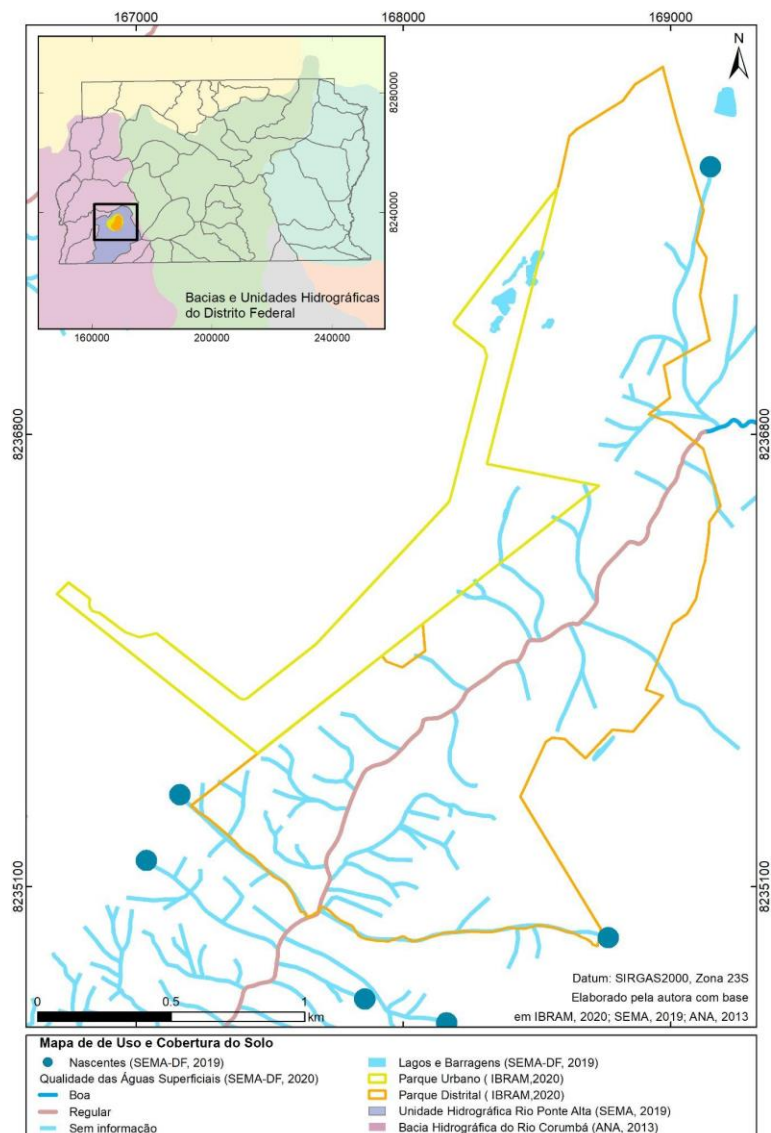 167000
168000
169000
N
8280000
8240000
Bacias e Unidades Hidrográficas
do Distrito Federal
160000
200000
240000
8236800
8236800
8235100
8235100
Datum: SIRGAS2000, Zona 23S
Elaborado pela autora com base
em IBRAM, 2020; SEMA, 2019; ANA, 2013
0
0.5
1
km
Mapa de de Uso e Cobertura do Solo
Nascentes (SEMA-DF, 2019)
Qualidade das Águas Superficiais (SEMA-DF, 2020)
Boa
Regular
Sem informação
Lagos e Barragens (SEMA-DF, 2019)
Parque Urbano ( IBRAM,2020)
Parque Distrital ( IBRAM,2020)
Unidade Hidrográfica Rio Ponte Alta (SEMA, 2019)
Bacia Hidrográfica do Rio Corumbá (ANA, 2013)